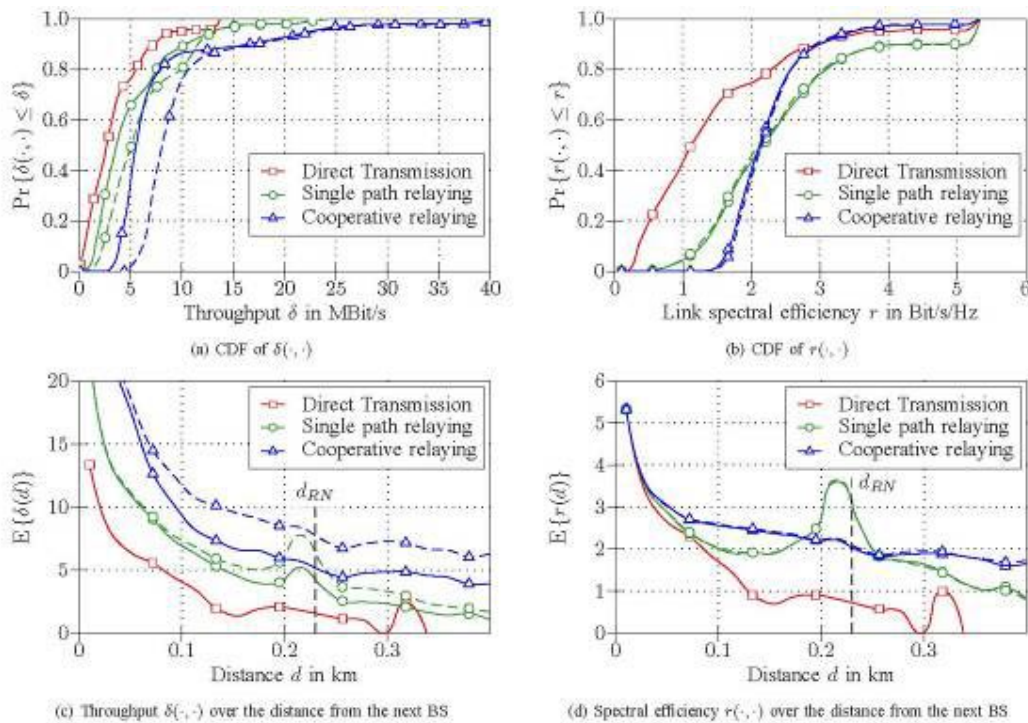 1.0
0.8
0.6
0.4
0.2
0
Pr {δ(·, ·) ≤ δ}
Direct Transmission
Single path relaying
Cooperative relaying
0 5 10 15 20 25 30 35 40
Throughput δ in MBit/s
(a) CDF of δ(·, ·)
1.0
0.8
0.6
0.4
0.2
0
Pr {r(·, ·) ≤ r}
Direct Transmission
Single path relaying
Cooperative relaying
0 1 2 3 4 5 6
Link spectral efficiency r in Bit/s/Hz
(b) CDF of r(·, ·)
20
15
10
5
0
E {δ(d)}
Direct Transmission
Single path relaying
Cooperative relaying
d_RN
0 0.1 0.2 0.3
Distance d in km
(c) Throughput δ(·, ·) over the distance from the next BS
6
5
4
3
2
1
0
E {r(d)}
Direct Transmission
Single path relaying
Cooperative relaying
d_RN
0 0.1 0.2 0.3
Distance d in km
(d) Spectral efficiency r(·, ·) over the distance from the next BS